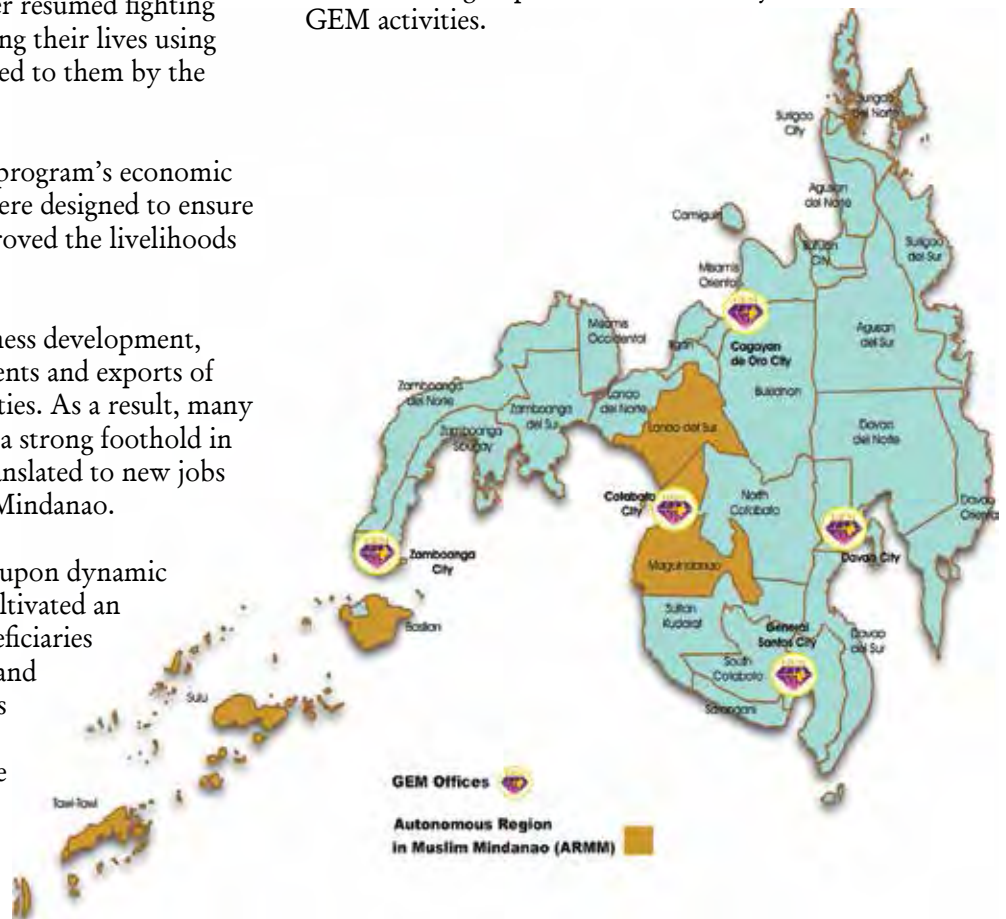 er resumed fighting
ng their lives using
ed to them by the
program’s economic
ere designed to ensure
roved the livelihoods
ness development,
ents and exports of
ties. As a result, many
a strong foothold in
anslated to new jobs
Mindanao.
upon dynamic
ltivated an
eficiaries
and
s
e
GEM activities.
Surigao
del Norte
Surigao
City
Agusan
del Norte
Camiguin
Butuan
City
Surigao
del Sur
Misamis
Oriental
Misamis
Occidental
Iligan
Cagayan
de Oro City
Agusan
del Sur
Bukidnon
Zamboanga
del Norte
Lanao
del Norte
Zamboanga
del Sur
Lanao del Sur
Zamboanga
Sibugay
Davao
del Norte
Cotabato
City
North
Cotabato
Davao
Oriental
Davao City
Zamboanga
City
Maguindanao
Sultan
Kudarat
General
Santos City
Basilan
Davao
del Sur
South
Cotabato
Sulu
Sarangani
Tawi-Tawi
GEM Offices
Autonomous Region
in Muslim Mindanao (ARMM)